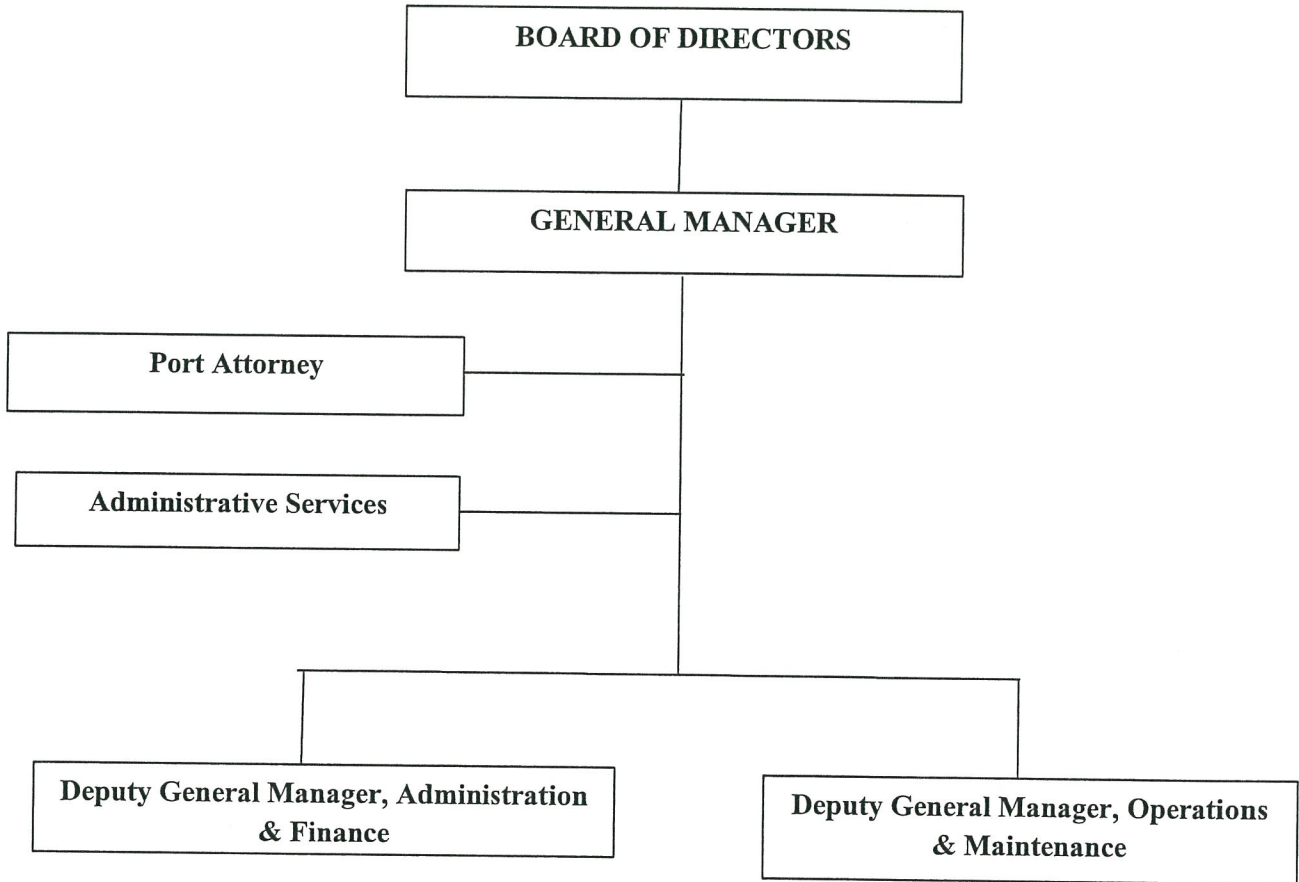 BOARD OF DIRECTORS
GENERAL MANAGER
Port Attorney
Administrative Services
Deputy General Manager, Administration
& Finance
Deputy General Manager, Operations
& Maintenance